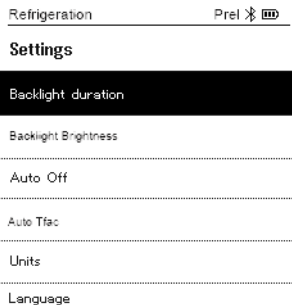 Refrigeration Prel
Settings
Backlight duration
Backlight Brightness
Auto Off
Auto Tfac
Units
Language